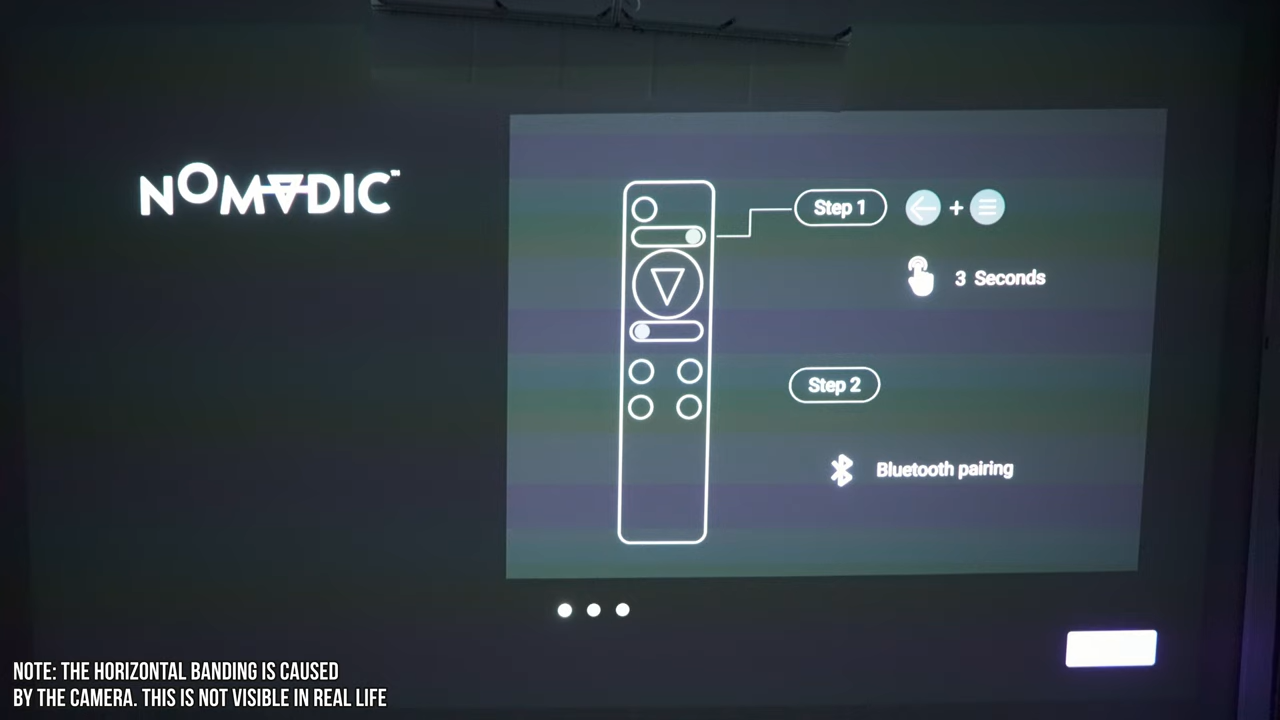 NOMADIC™
Step 1
+
3 Seconds
Step 2
Bluetooth pairing
NOTE: THE HORIZONTAL BANDING IS CAUSED
BY THE CAMERA. THIS IS NOT VISIBLE IN REAL LIFE